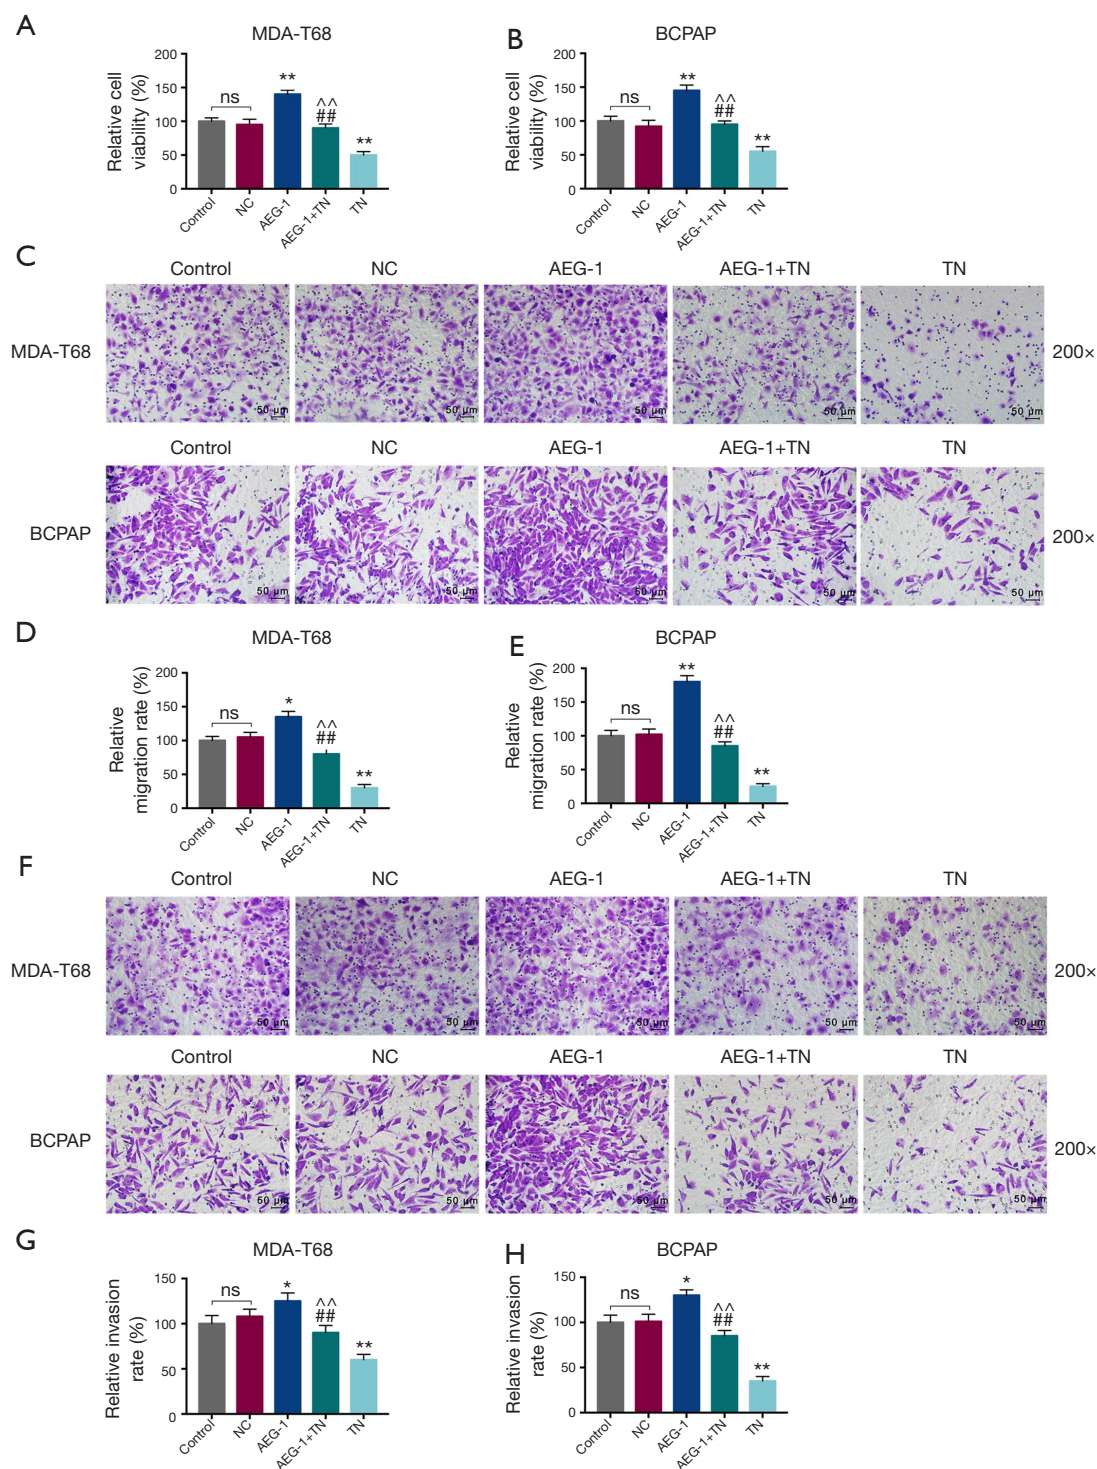 A
MDA-T68
Relative cell
viability (%)
200
150
100
50
0
ns
**
^^
##
**
Control
NC
AEG-1
AEG-1+TN
TN
B
BCPAP
Relative cell
viability (%)
200
150
100
50
0
ns
**
^^
##
**
Control
NC
AEG-1
AEG-1+TN
TN
C
Control NC AEG-1 AEG-1+TN TN
MDA-T68
50 µm 50 µm 50 µm 50 µm 50 µm
200×
Control NC AEG-1 AEG-1+TN TN
BCPAP
50 µm 50 µm 50 µm 50 µm 50 µm
200×
D
MDA-T68
Relative
migration rate (%)
200
150
100
50
0
ns
*
^^
##
**
Control
NC
AEG-1
AEG-1+TN
TN
E
BCPAP
Relative
migration rate (%)
200
150
100
50
0
ns
**
^^
##
**
Control
NC
AEG-1
AEG-1+TN
TN
F
Control NC AEG-1 AEG-1+TN TN
MDA-T68
50 µm 50 µm 50 µm 50 µm 50 µm
200×
Control NC AEG-1 AEG-1+TN TN
BCPAP
50 µm 50 µm 50 µm 50 µm 50 µm
200×
G
MDA-T68
Relative invasion
rate (%)
150
100
50
0
ns
*
^^
##
**
Control
NC
AEG-1
AEG-1+TN
TN
H
BCPAP
Relative invasion
rate (%)
150
100
50
0
ns
*
^^
##
**
Control
NC
AEG-1
AEG-1+TN
TN